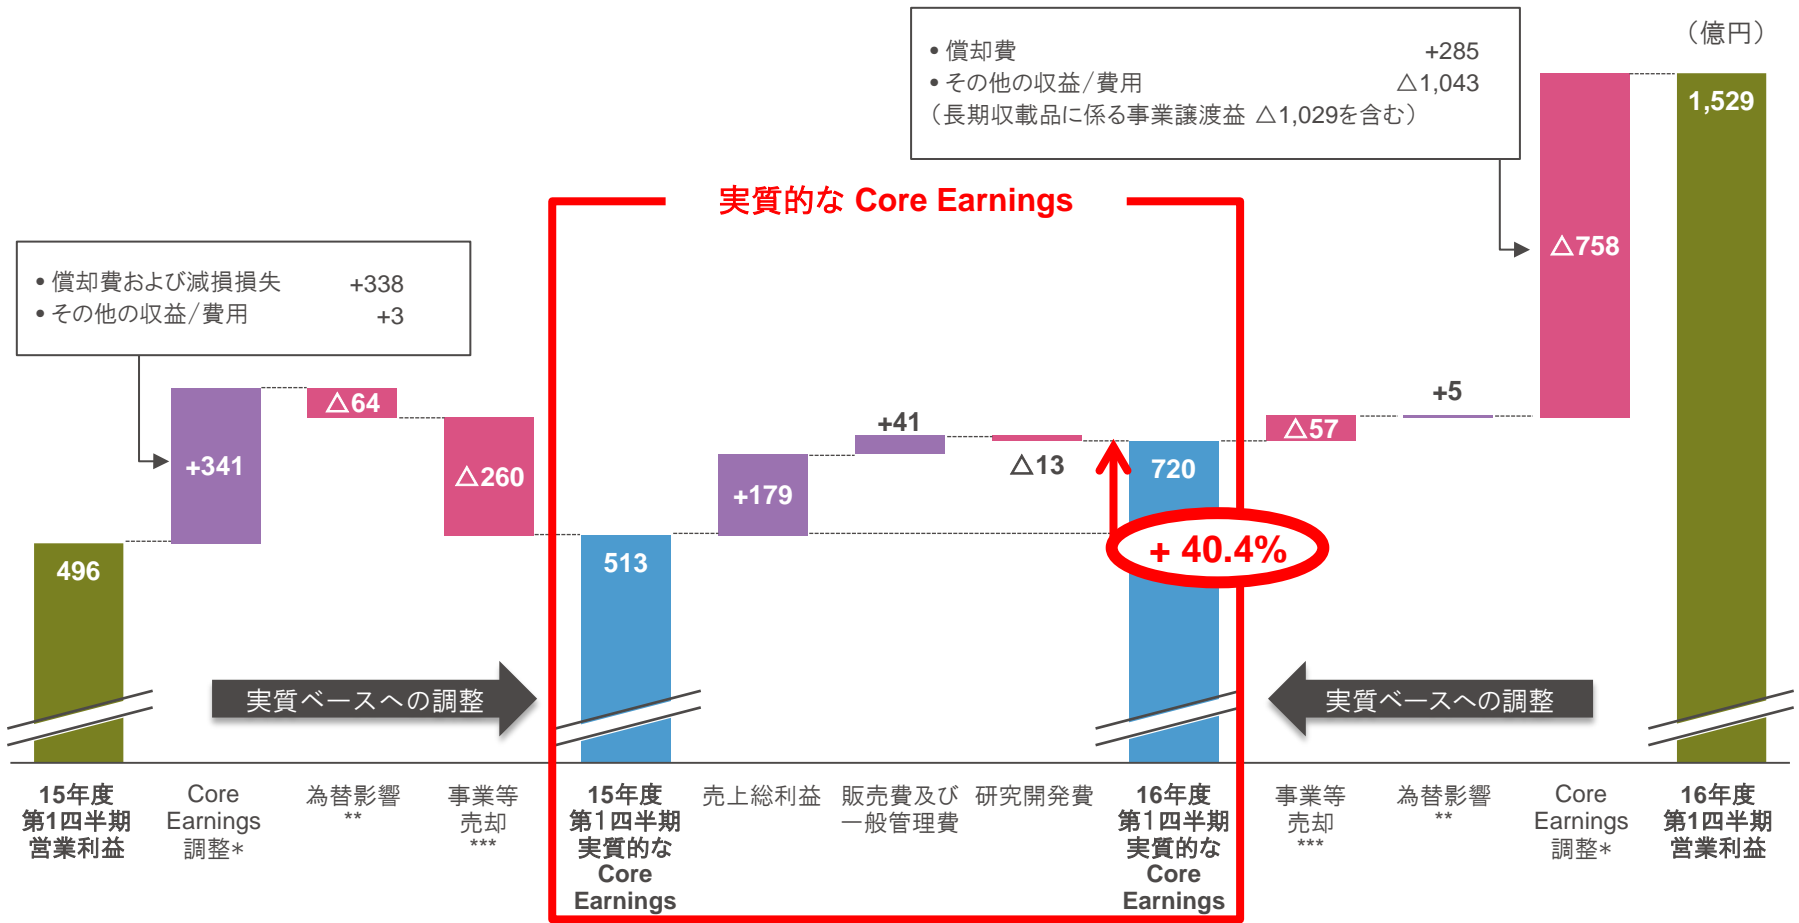 （億円）
• 償却費 +285
• その他の収益/費用 △1,043
（長期収載品に係る事業譲渡益 △1,029を含む）
実質的な Core Earnings
• 償却費および減損損失 +338
• その他の収益/費用 +3
496
+341
△64
△260
513
+179
+41
△13
720
+ 40.4%
△57
+5
△758
1,529
実質ベースへの調整
実質ベースへの調整
15年度
第1四半期
営業利益
Core
Earnings
調整*
為替影響
**
事業等
売却
***
15年度
第1四半期
実質的な
Core
Earnings
売上総利益
販売費及び
一般管理費
研究開発費
16年度
第1四半期
実質的な
Core
Earnings
事業等
売却
***
為替影響
**
Core
Earnings
調整*
16年度
第1四半期
営業利益